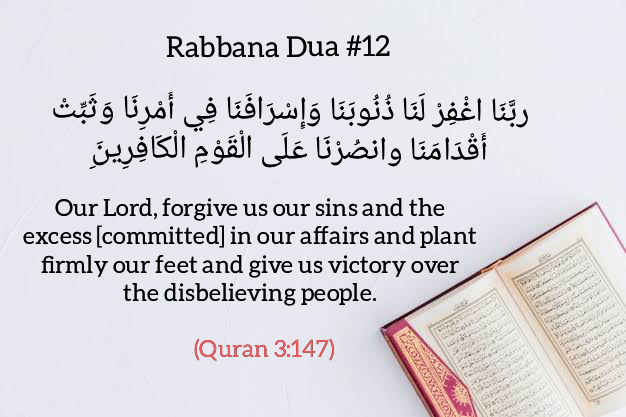 Rabbana Dua #12
ربَّنَا اغْفِرْ لَنَا ذُنُوبَنَا وَإِسْرَافَنَا فِي أَمْرِنَا وَثَبِّتْ
أَقْدَامَنَا وانصُرْنَا عَلَى الْقَوْمِ الْكَافِرِينَِ
Our Lord, forgive us our sins and the
excess [committed] in our affairs and plant
firmly our feet and give us victory over
the disbelieving people.
(Quran 3:147)